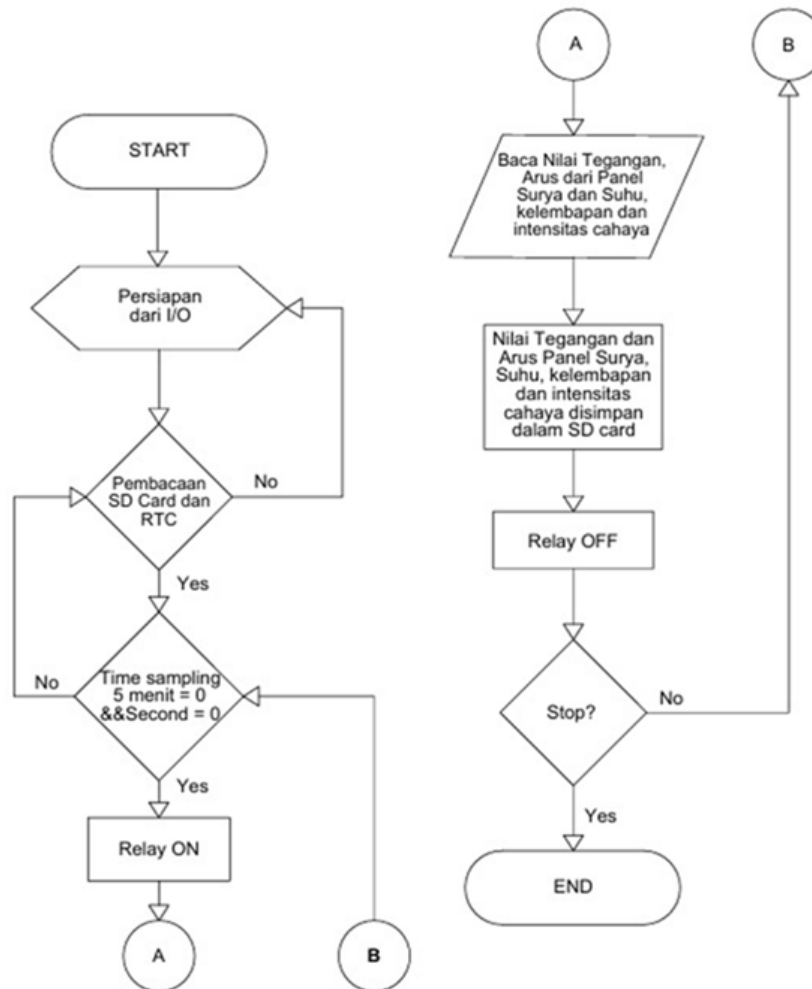 START
Persiapan
dari I/O
Pembacaan
SD Card dan
RTC
No
Yes
Time sampling
5 menit = 0
&&Second = 0
No
Yes
Relay ON
A
B
A
B
Baca Nilai Tegangan,
Arus dari Panel
Surya dan Suhu,
kelembapan dan
intensitas cahaya
Nilai Tegangan dan
Arus Panel Surya,
Suhu, kelembapan
dan intensitas
cahaya disimpan
dalam SD card
Relay OFF
Stop?
No
Yes
END